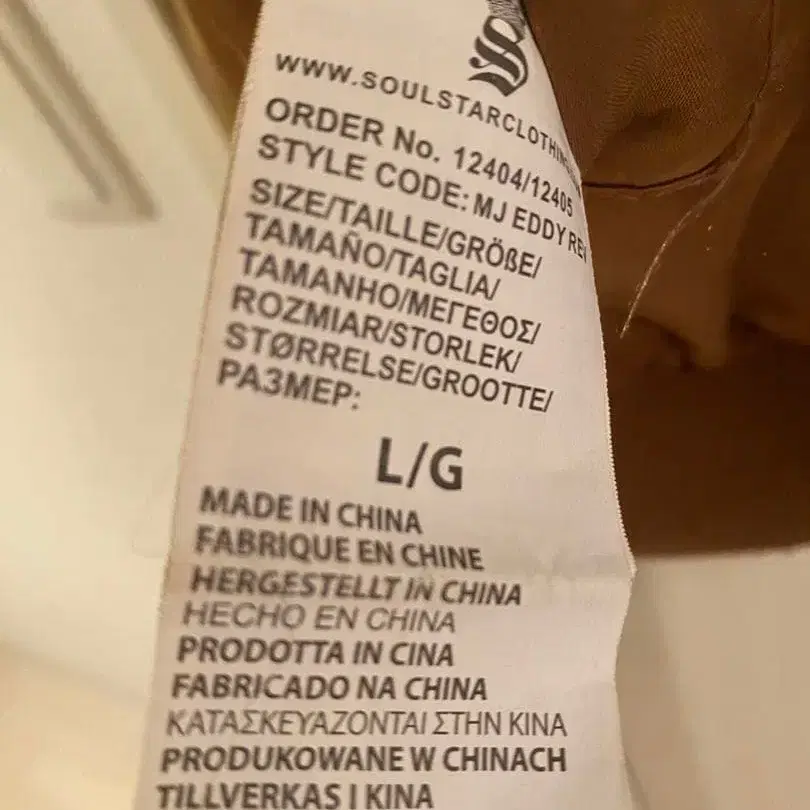 S
WWW.SOULSTARCLOTHIN
ORDER No. 12404/12405
STYLE CODE: MJ EDDY RE
SIZE/TAILLE/GRÖßE/
TAMAÑO/TAGLIA/
TAMANHO/ΜΕΓΕΘΟΣ/
ROZMIAR/STORLEK/
STØRRELSE/GROOTTE/
РАЗМЕР:
L/G
MADE IN CHINA
FABRIQUE EN CHINE
HERGESTELLT IN CHINA
HECHO EN CHINA
PRODOTTA IN CINA
FABRICADO NA CHINA
ΚΑΤΑΣΚΕΥΑΖΟΝΤΑΙ ΣΤΗΝ ΚΙΝΑ
PRODUKOWANE W CHINACH
TILLVERKAS I KINA